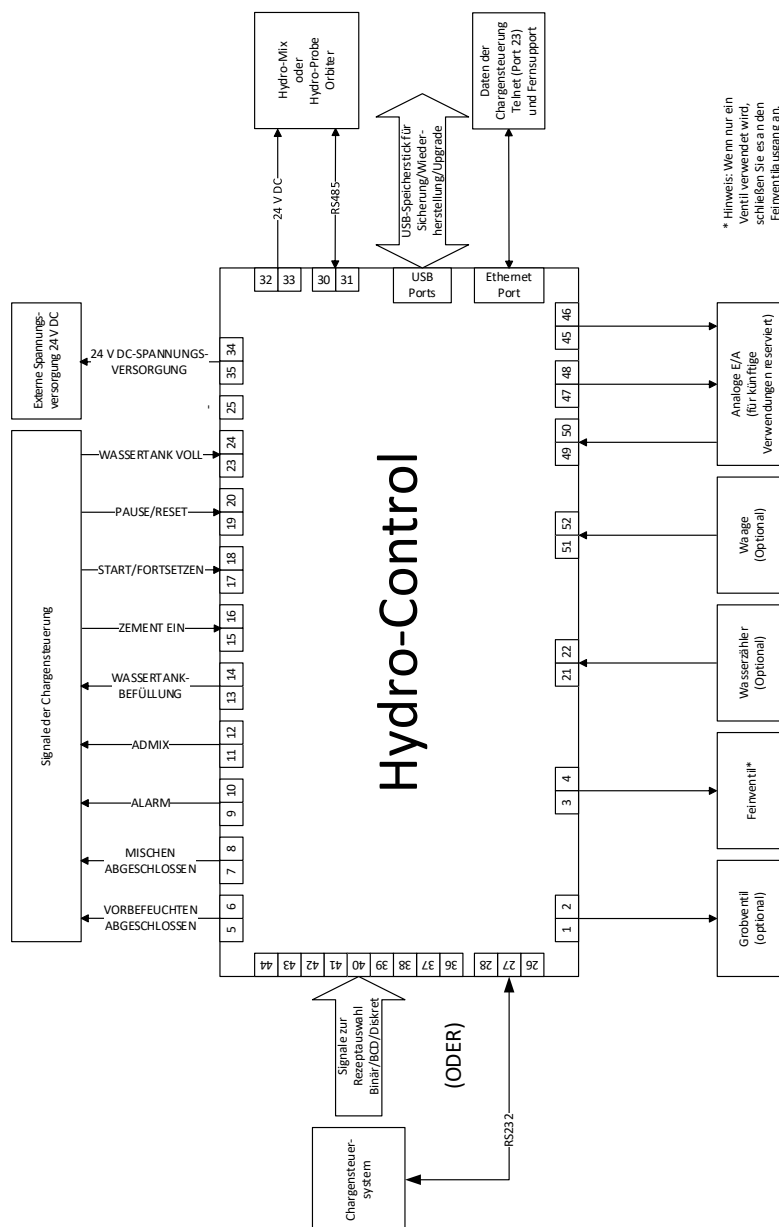 Externe Spannungs-
versorgung 24 V DC
Signale der Chargensteuerung
24 V DC-SPANNUNGS-
VERSORGUNG
WASSERTANK VOLL
PAUSE/RESET
START/FORTSETZEN
ZEMENT EIN
WASSERTANK-
BEFÜLLUNG
ADMIX
ALARM
MISCHEN
ABGESCHLOSSEN
VORBEFEUCHTEN
ABGESCHLOSSEN
34
35
-
25
24
23
20
19
18
17
16
15
14
13
12
11
10
9
8
7
6
5
Hydro-Mix
oder
Hydro-Probe
Orbiter
24 V DC
RS485
32 33
30 31
USB-Speicherstick für
Sicherung/Wieder-
herstellung/Upgrade
USB
Ports
Daten der
Chargensteuerung
Telnet (Port 23)
und Fernsupport
Ethernet
Port
Hydro-Control
44
43
42
41
40
39
38
37
36
28
27
26
Signale zur
Rezeptauswahl
Binär/BCD/Diskret
(ODER)
Chargensteuer-
system
RS232
46
45
48
47
50
49
52
51
22
21
4
3
2
1
Analoge E/A
(für künftige
Verwendungen reserviert)
Waage
(Optional)
Wasserzähler
(Optional)
Feinventil*
Grobventil
(optional)
* Hinweis: Wenn nur ein
Ventil verwendet wird,
schließen Sie es an den
Feinventilausgang an.